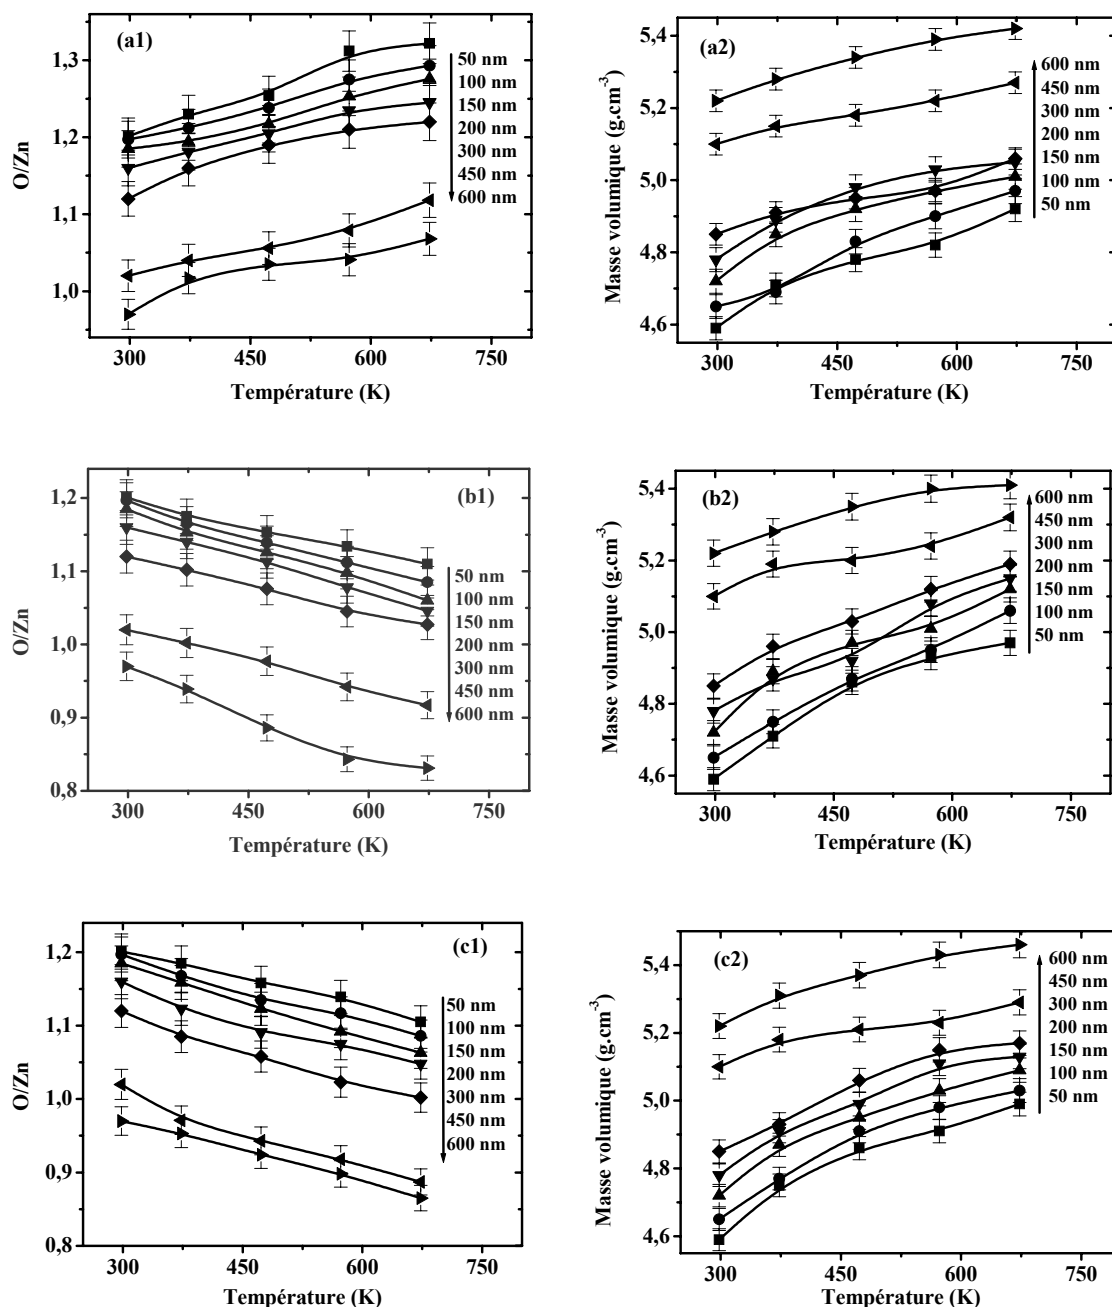 (a1)
1,3
1,2
1,1
1,0
O/Zn
50 nm
100 nm
150 nm
200 nm
300 nm
450 nm
600 nm
300
450
600
750
Température (K)
(a2)
5,4
5,2
5,0
4,8
4,6
Masse volumique (g.cm-3)
600 nm
450 nm
300 nm
200 nm
150 nm
100 nm
50 nm
300
450
600
750
Température (K)
(b1)
1,2
1,1
1,0
0,9
0,8
O/Zn
50 nm
100 nm
150 nm
200 nm
300 nm
450 nm
600 nm
300
450
600
750
Température (K)
(b2)
5,4
5,2
5,0
4,8
4,6
Masse volumique (g.cm-3)
600 nm
450 nm
300 nm
200 nm
150 nm
100 nm
50 nm
300
450
600
750
Température (K)
(c1)
1,2
1,1
1,0
0,9
0,8
O/Zn
50 nm
100 nm
150 nm
200 nm
300 nm
450 nm
600 nm
300
450
600
750
Température (K)
(c2)
5,4
5,2
5,0
4,8
4,6
Masse volumique (g.cm-3)
600 nm
450 nm
300 nm
200 nm
150 nm
100 nm
50 nm
300
450
600
750
Température (K)